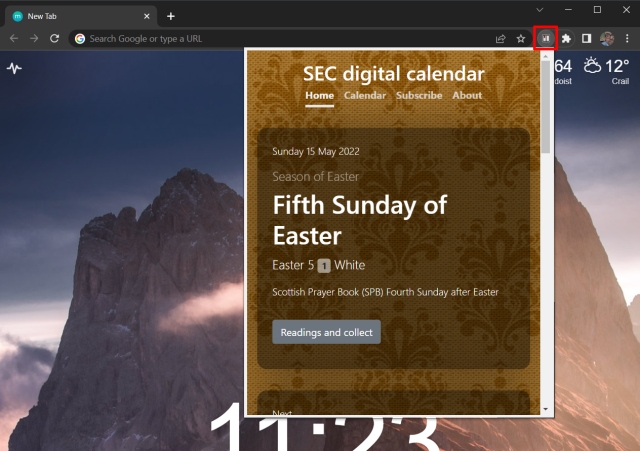 New Tab
Search Google or type a URL
64
doist
12°
Crail
SEC digital calendar
Home Calendar Subscribe About
Sunday 15 May 2022
Season of Easter
Fifth Sunday of
Easter
Easter 5 1 White
Scottish Prayer Book (SPB) Fourth Sunday after Easter
Readings and collect
Next
11:23